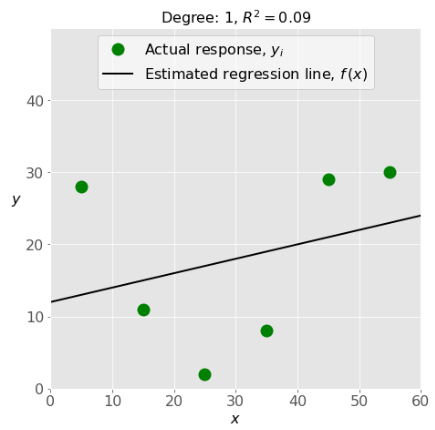 Degree: 1, R² = 0.09
Actual response, yᵢ
Estimated regression line, f(x)
40
30
y
20
10
0
0 10 20 30 40 50 60
x